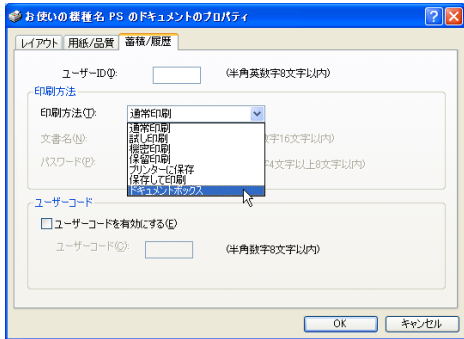 お使いの機種名 PS のドキュメントのプロパティ
レイアウト 用紙/品質 蓄積/履歴
ユーザーID(I): (半角英数字8文字以内)
印刷方法
印刷方法(T): 通常印刷
通常印刷
試し印刷
文書名(N): 機密印刷 数字16文字以内)
保留印刷
パスワード(P): プリンターに保存 字4文字以上8文字以内)
保存して印刷
ドキュメントボックス
ユーザーコード
ユーザーコードを有効にする(E)
ユーザーコード(C): (半角数字8文字以内)
OK キャンセル